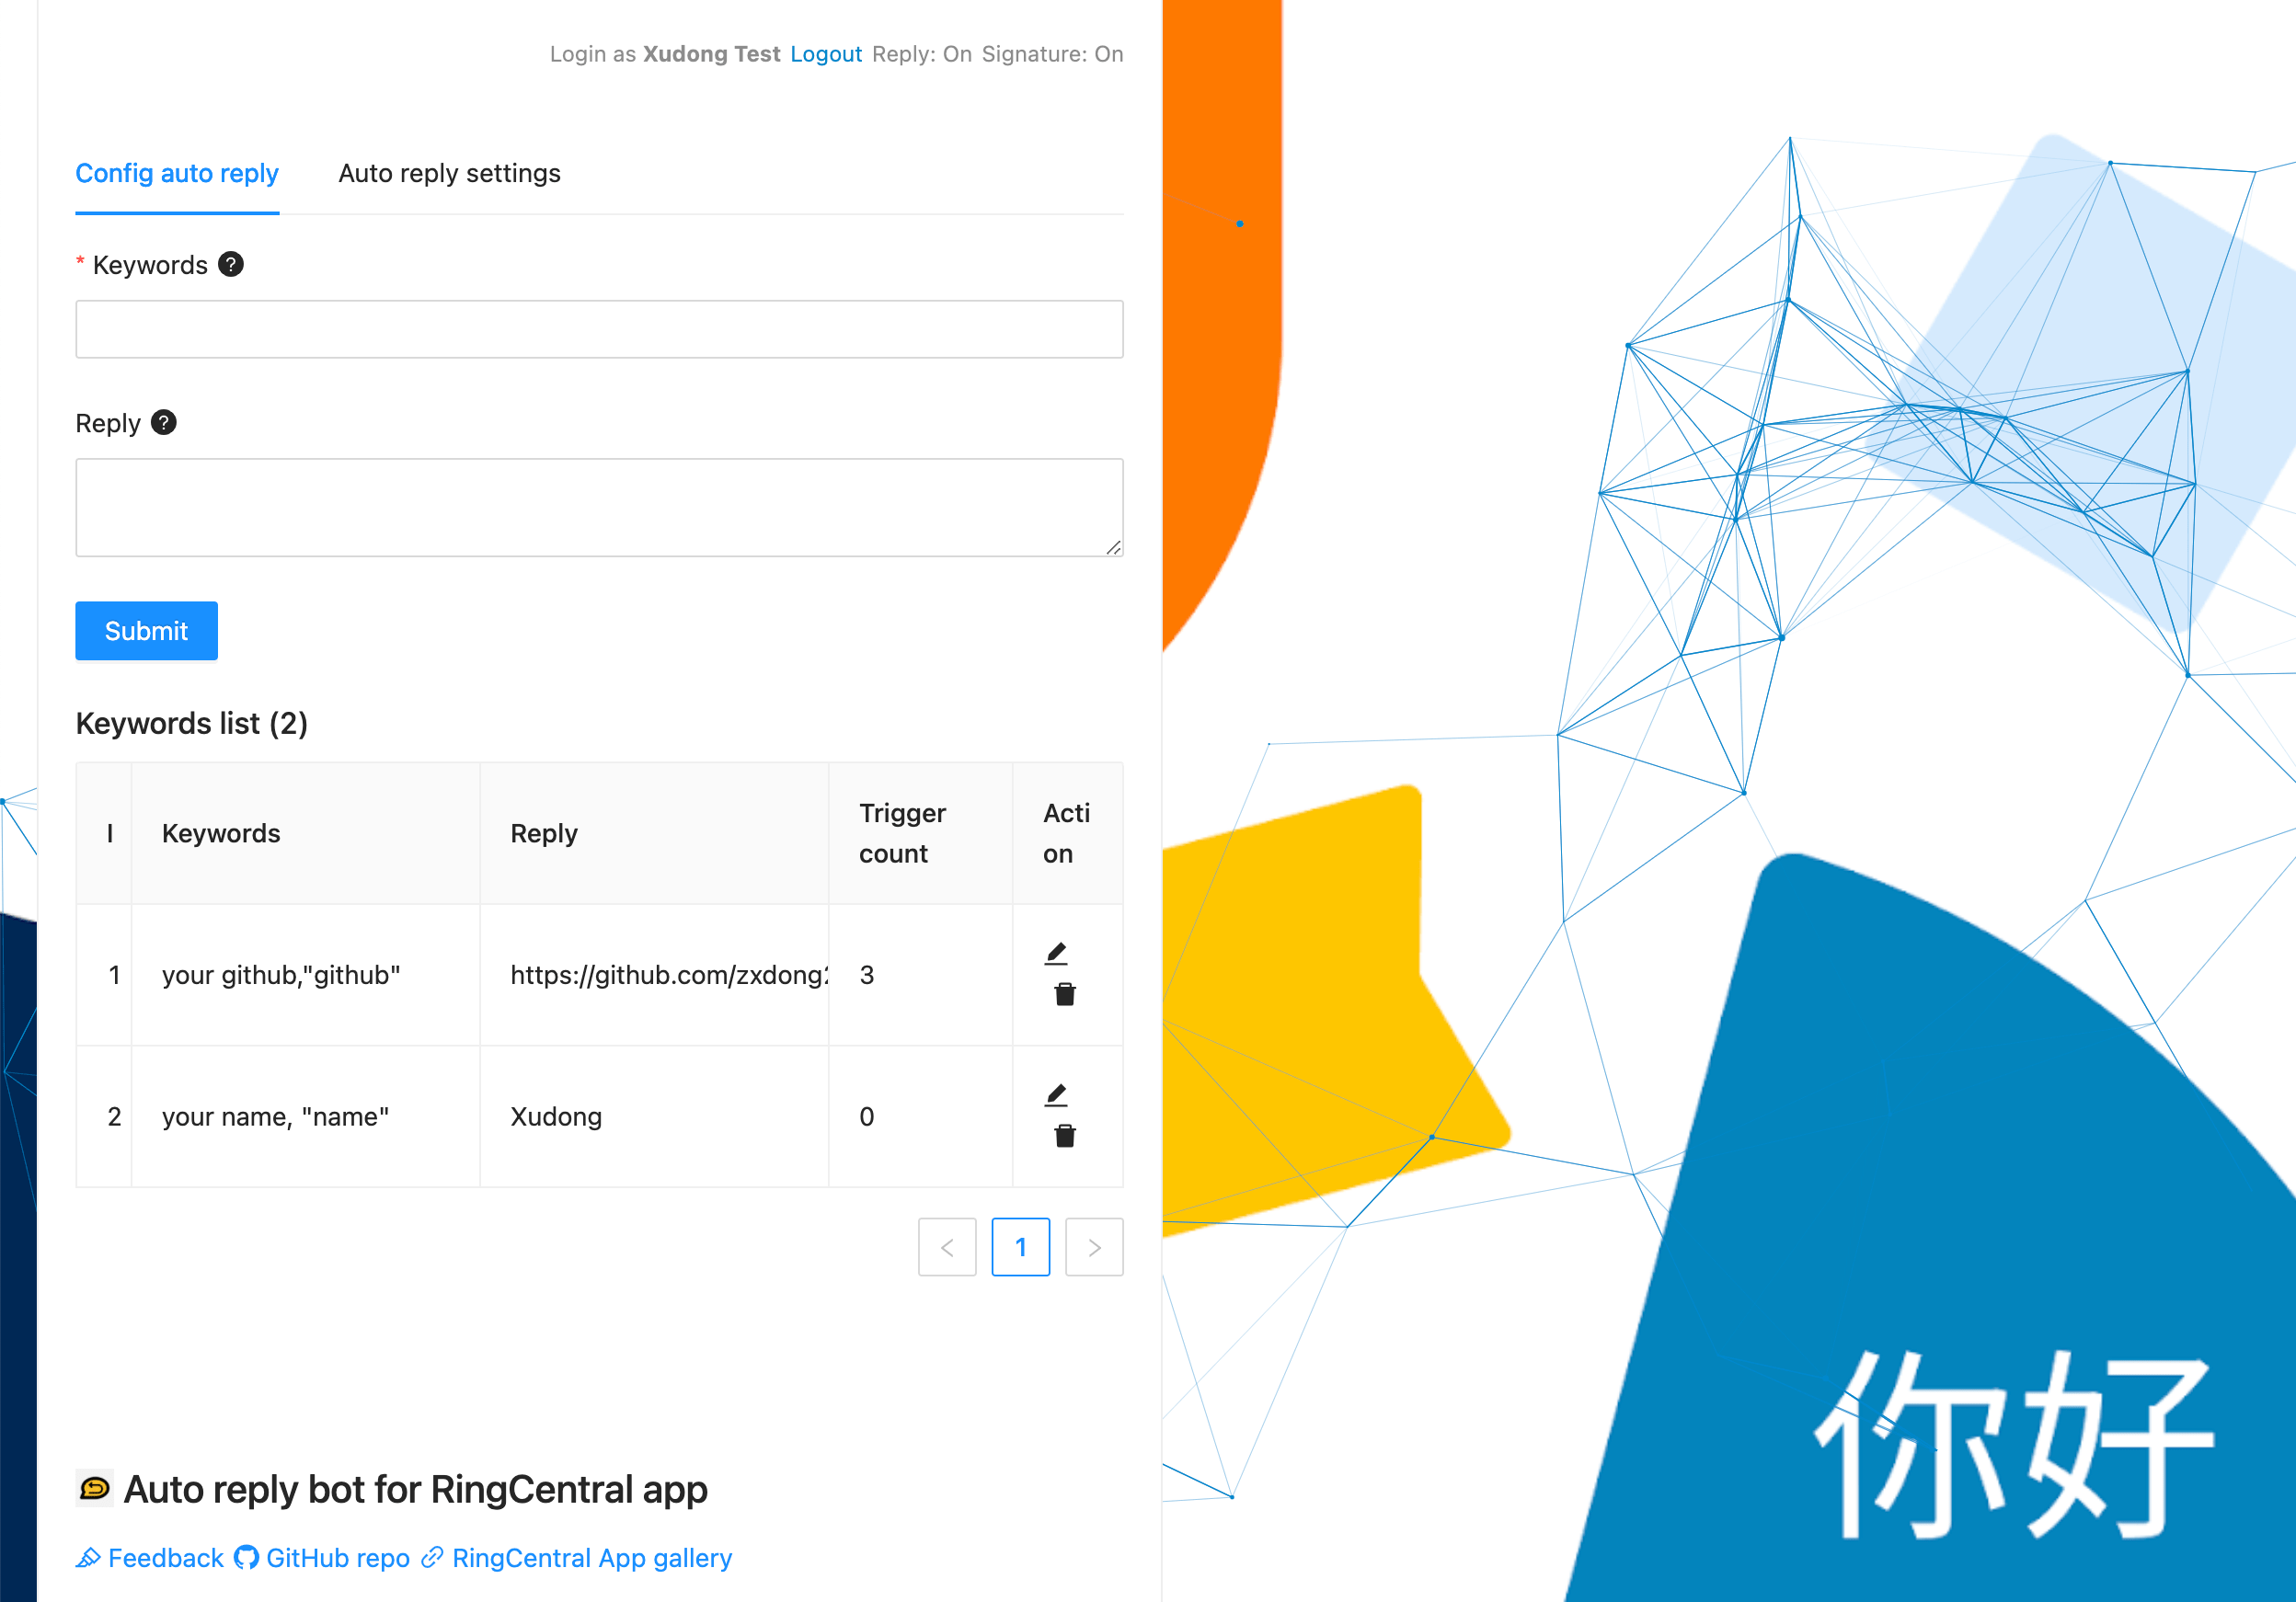 Login as Xudong Test Logout Reply: On Signature: On
Config auto reply Auto reply settings
* Keywords
Reply
Submit
Keywords list (2)
I Keywords Reply Trigger count Acti on
1 your github,"github" https://github.com/zxdong2 3
2 your name, "name" Xudong 0
< 1 >
你好
Auto reply bot for RingCentral app
Feedback GitHub repo RingCentral App gallery